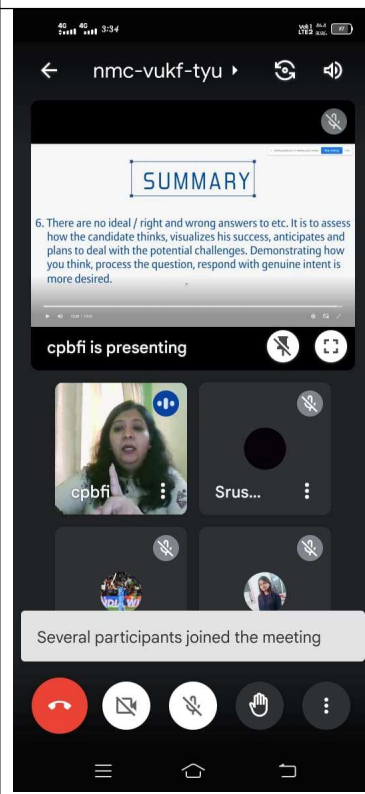 4G 4G 3:34
nmc-vukf-tyu
SUMMARY
6. There are no ideal / right and wrong answers to etc. It is to assess
how the candidate thinks, visualizes his success, anticipates and
plans to deal with the potential challenges. Demonstrating how
you think, process the question, respond with genuine intent is
more desired.
cpbfi is presenting
cpbfi
Srus...
Several participants joined the meeting